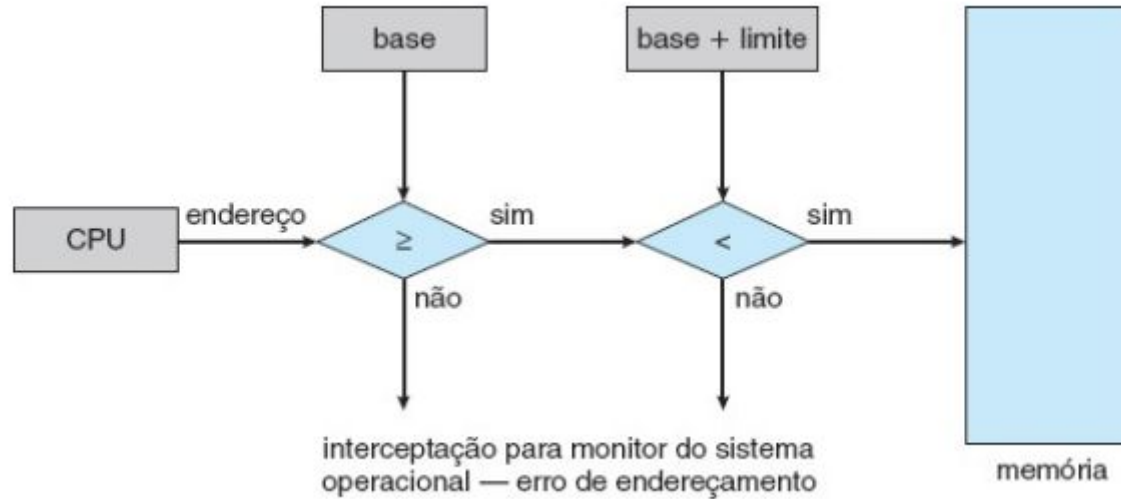 base
base + limite
CPU
endereço
≥
sim
<
sim
não
não
interceptação para monitor do sistema
operacional — erro de endereçamento
memória